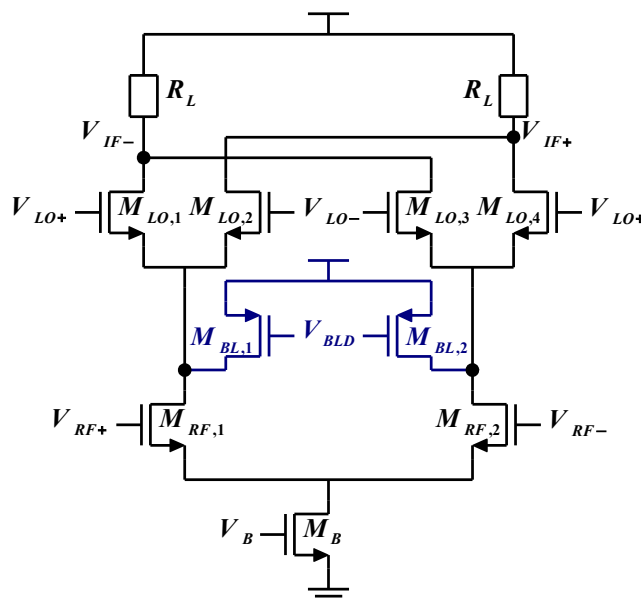 R_L R_L
V_IF− V_IF+
V_LO+ M_LO,1 M_LO,2 V_LO− M_LO,3 M_LO,4 V_LO+
M_BL,1 V_BLD M_BL,2
V_RF+ M_RF,1 M_RF,2 V_RF−
V_B M_B